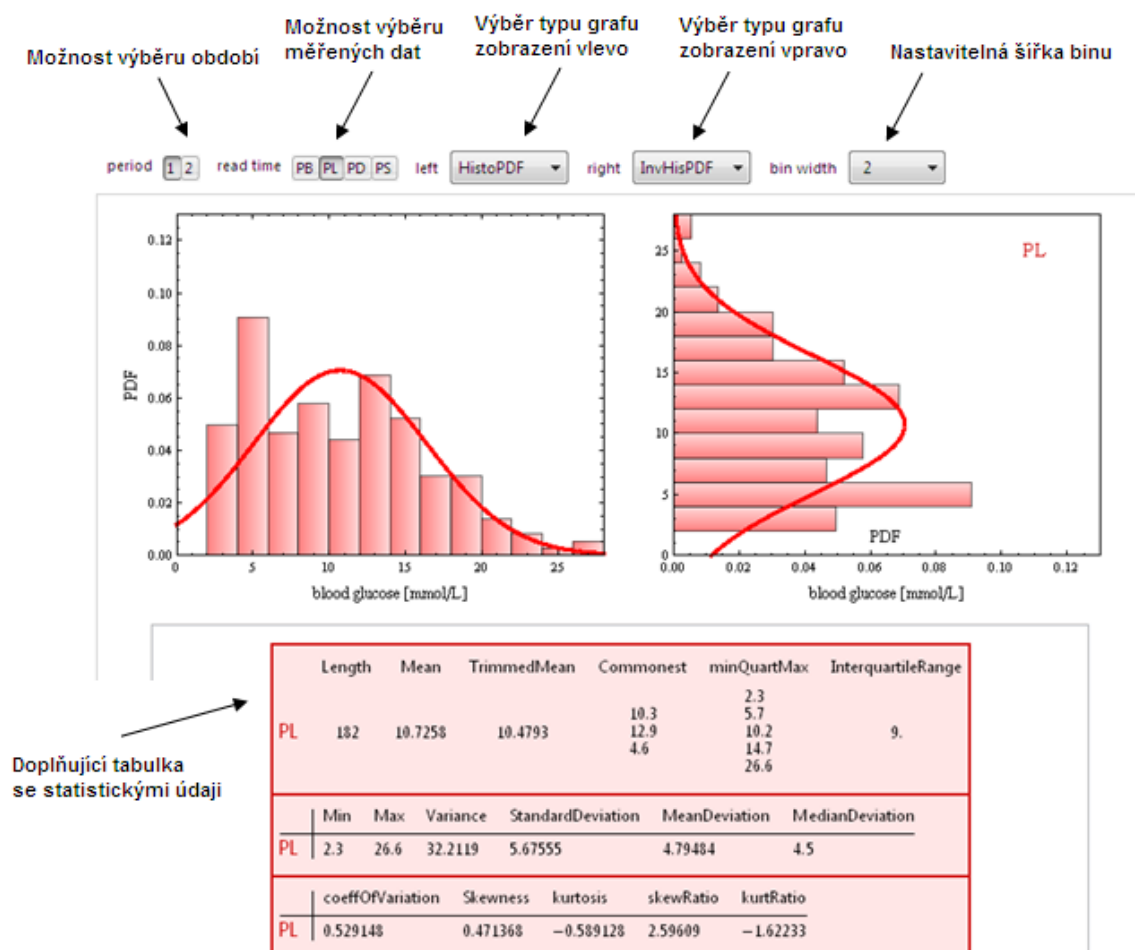 Možnost výběru období
Možnost výběru
měřených dat
Výběr typu grafu
zobrazení vlevo
Výběr typu grafu
zobrazení vpravo
Nastavitelná šířka binu
period 1 2 read time PB PL PD PS left HistoPDF right InvHisPDF bin width 2
PDF
0.12
0.10
0.08
0.06
0.04
0.02
0.00
0 5 10 15 20 25
blood glucose [mmol/L]
PL
25
20
15
10
5
0
PDF
0.00 0.02 0.04 0.06 0.08 0.10 0.12
blood glucose [mmol/L]
Doplňující tabulka
se statistickými údaji
Length Mean TrimmedMean Commonest minQuartMax InterquartileRange
2.3
10.3 5.7
PL 182 10.7258 10.4793 12.9 10.2 9.
4.6 14.7
26.6
Min Max Variance StandardDeviation MeanDeviation MedianDeviation
PL 2.3 26.6 32.2119 5.67555 4.79484 4.5
coeffOfVariation Skewness kurtosis skewRatio kurtRatio
PL 0.529148 0.471368 −0.589128 2.59609 −1.62233